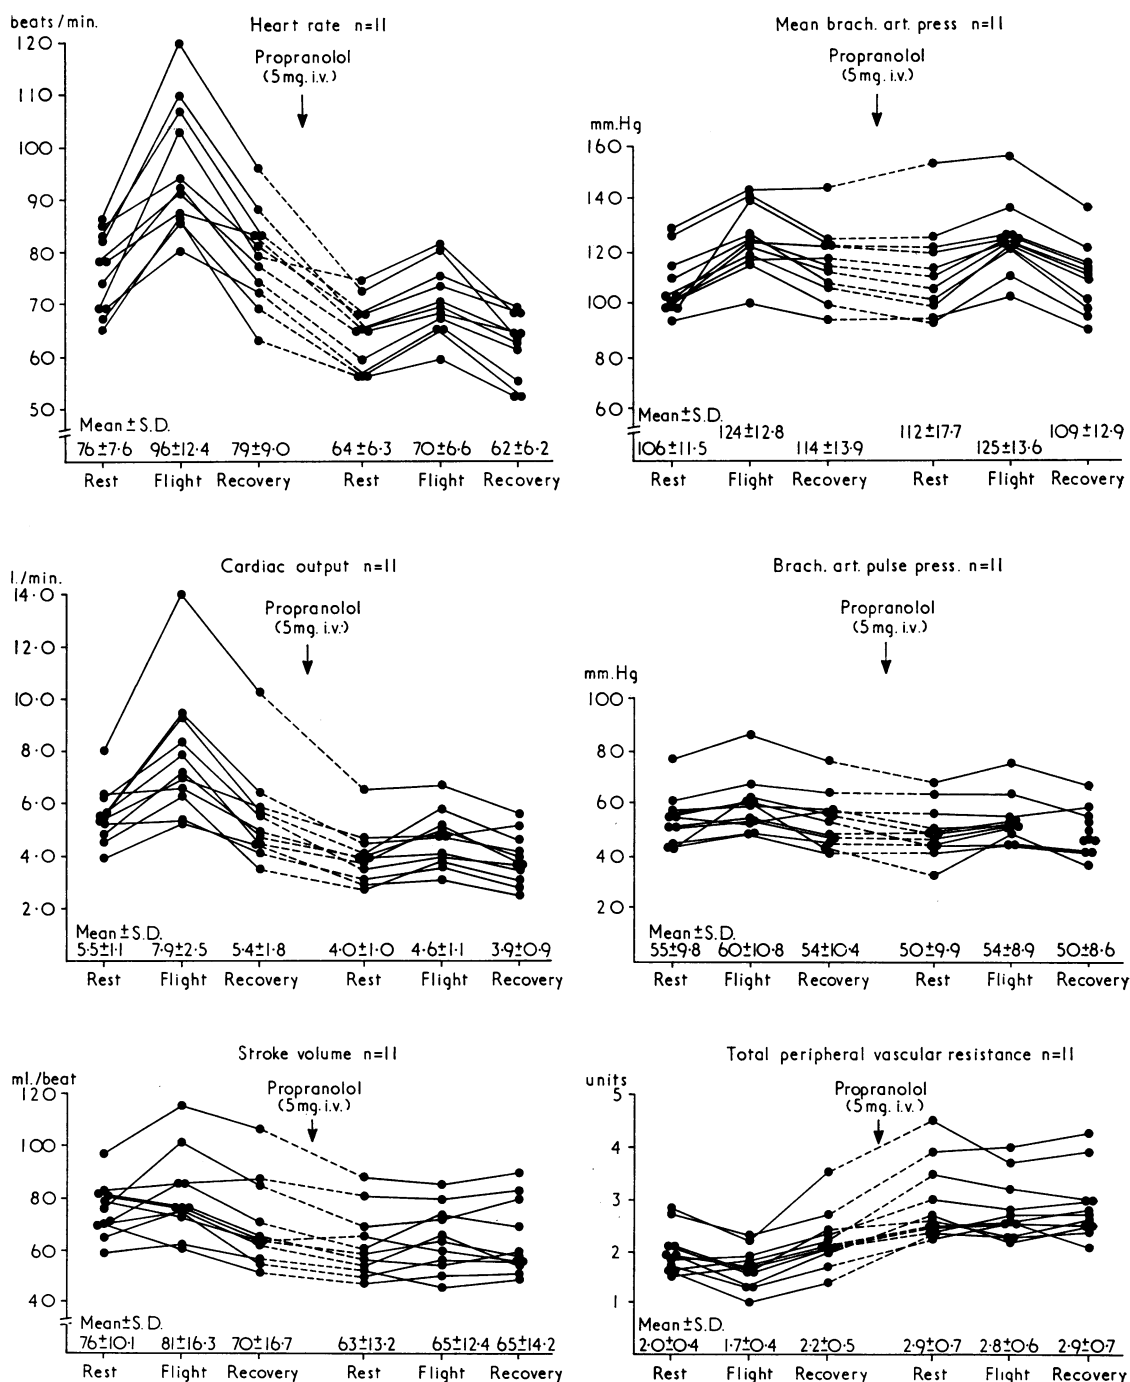 beats/min.
Heart rate n=11
Propranolol
(5mg. i.v.)
120
110
100
90
80
70
60
50
Mean ± S.D.
76±7·6 96±12·4 79±9·0 64±6·3 70±6·6 62±6·2
Rest Flight Recovery Rest Flight Recovery
Mean brach. art. press n=11
Propranolol
(5mg. i.v.)
mm.Hg
160
140
120
100
80
60
Mean±S.D.
106±11·5 124±12·8 114±13·9 112±17·7 125±13·6 109±12·9
Rest Flight Recovery Rest Flight Recovery
Cardiac output n=11
l./min.
Propranolol
(5mg. i.v.)
14·0
12·0
10·0
8·0
6·0
4·0
2·0
Mean±S.D.
5·5±1·1 7·9±2·5 5·4±1·8 4·0±1·0 4·6±1·1 3·9±0·9
Rest Flight Recovery Rest Flight Recovery
Brach. art. pulse press. n=11
Propranolol
(5mg. i.v.)
mm.Hg
100
80
60
40
20
Mean±S.D.
55±9·8 60±10·8 54±10·4 50±9·9 54±8·9 50±8·6
Rest Flight Recovery Rest Flight Recovery
Stroke volume n=11
ml./beat
Propranolol
(5mg. i.v.)
120
100
80
60
40
Mean±S.D.
76±10·1 81±16·3 70±16·7 63±13·2 65±12·4 65±14·2
Rest Flight Recovery Rest Flight Recovery
Total peripheral vascular resistance n=11
units
Propranolol
(5mg. i.v.)
5
4
3
2
1
Mean±S.D.
2·0±0·4 1·7±0·4 2·2±0·5 2·9±0·7 2·8±0·6 2·9±0·7
Rest Flight Recovery Rest Flight Recovery